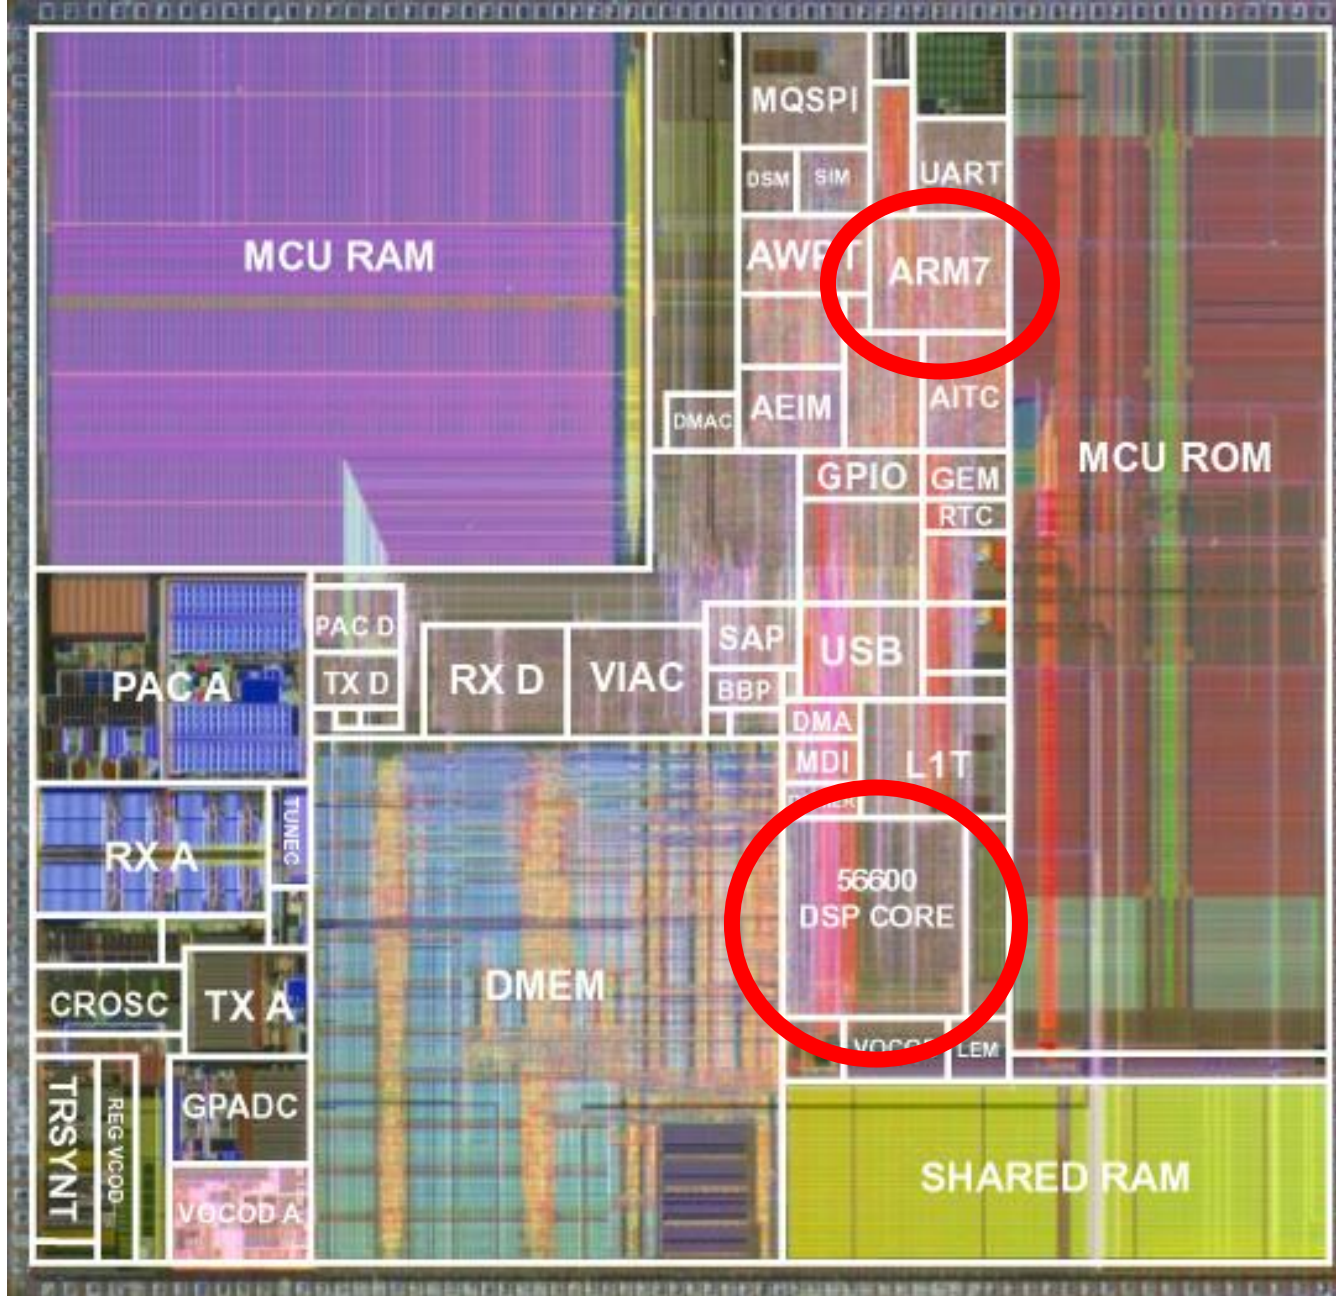 MQSPI
DSM
SIM
UART
MCU RAM
ARM7
DMAC
AEIM
AITC
MCU ROM
GPIO
GEM
RTC
PAC D
SAP
USB
PAC A
TX D
RX D
VIAC
BBP
DMA
MDI
L1T
RX A
TUNEC
56600
DSP CORE
CROSC
TX A
DMEM
LEM
TRSYNT
REG VCOD
GPADC
VOCOD A
SHARED RAM